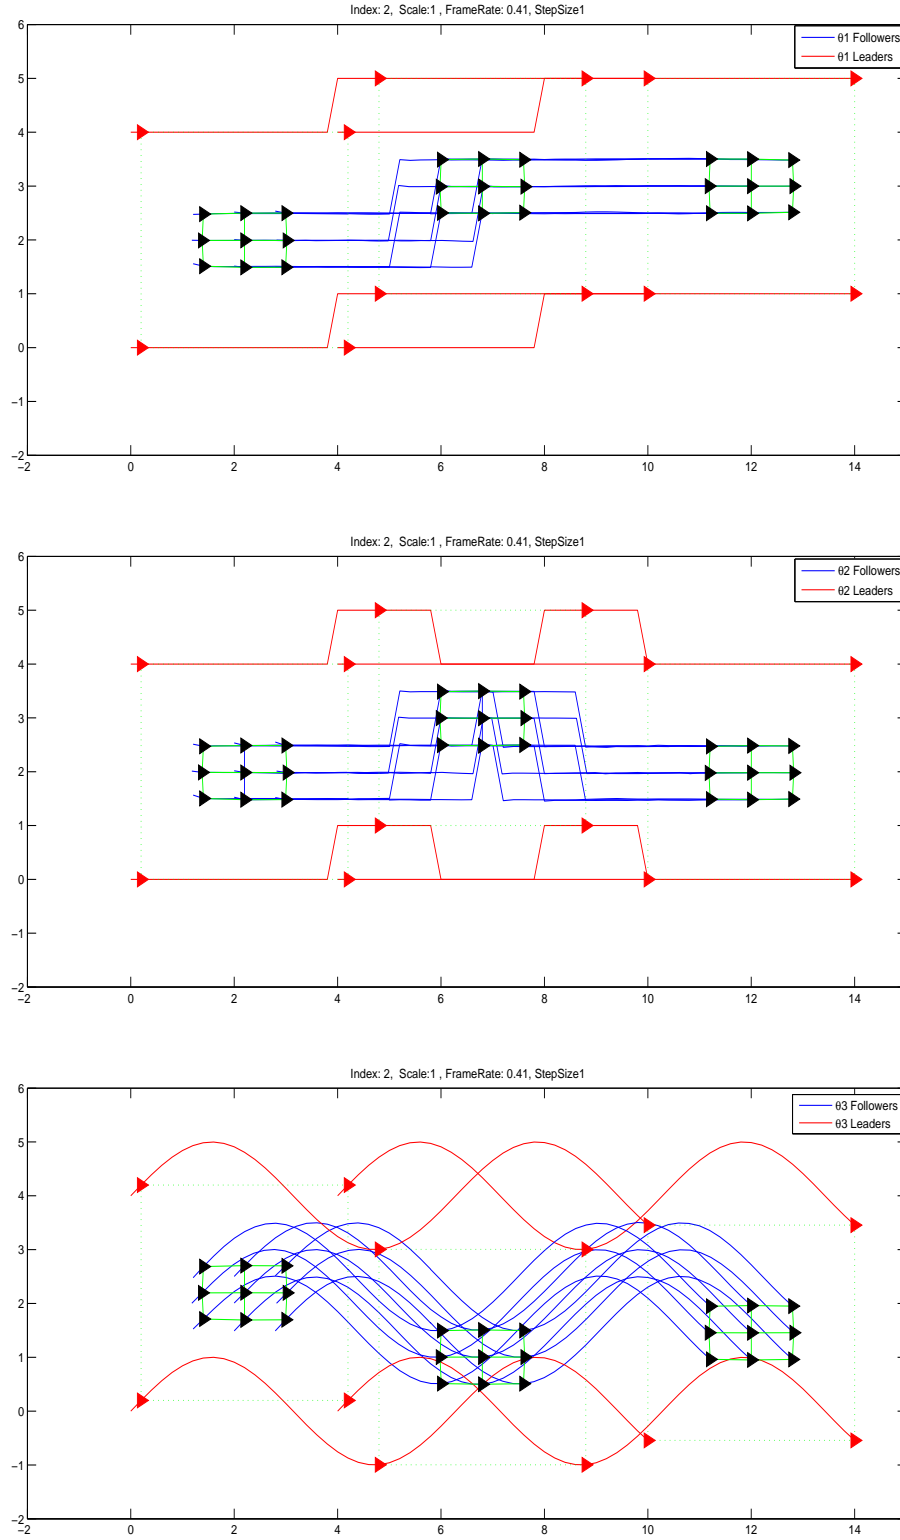 Index: 2, Scale:1 , FrameRate: 0.41, StepSize1
6
θ1 Followers
θ1 Leaders
5
4
3
2
1
0
−1
−2
−2 0 2 4 6 8 10 12 14
Index: 2, Scale:1 , FrameRate: 0.41, StepSize1
6
θ2 Followers
θ2 Leaders
5
4
3
2
1
0
−1
−2
−2 0 2 4 6 8 10 12 14
Index: 2, Scale:1 , FrameRate: 0.41, StepSize1
6
θ3 Followers
θ3 Leaders
5
4
3
2
1
0
−1
−2
−2 0 2 4 6 8 10 12 14